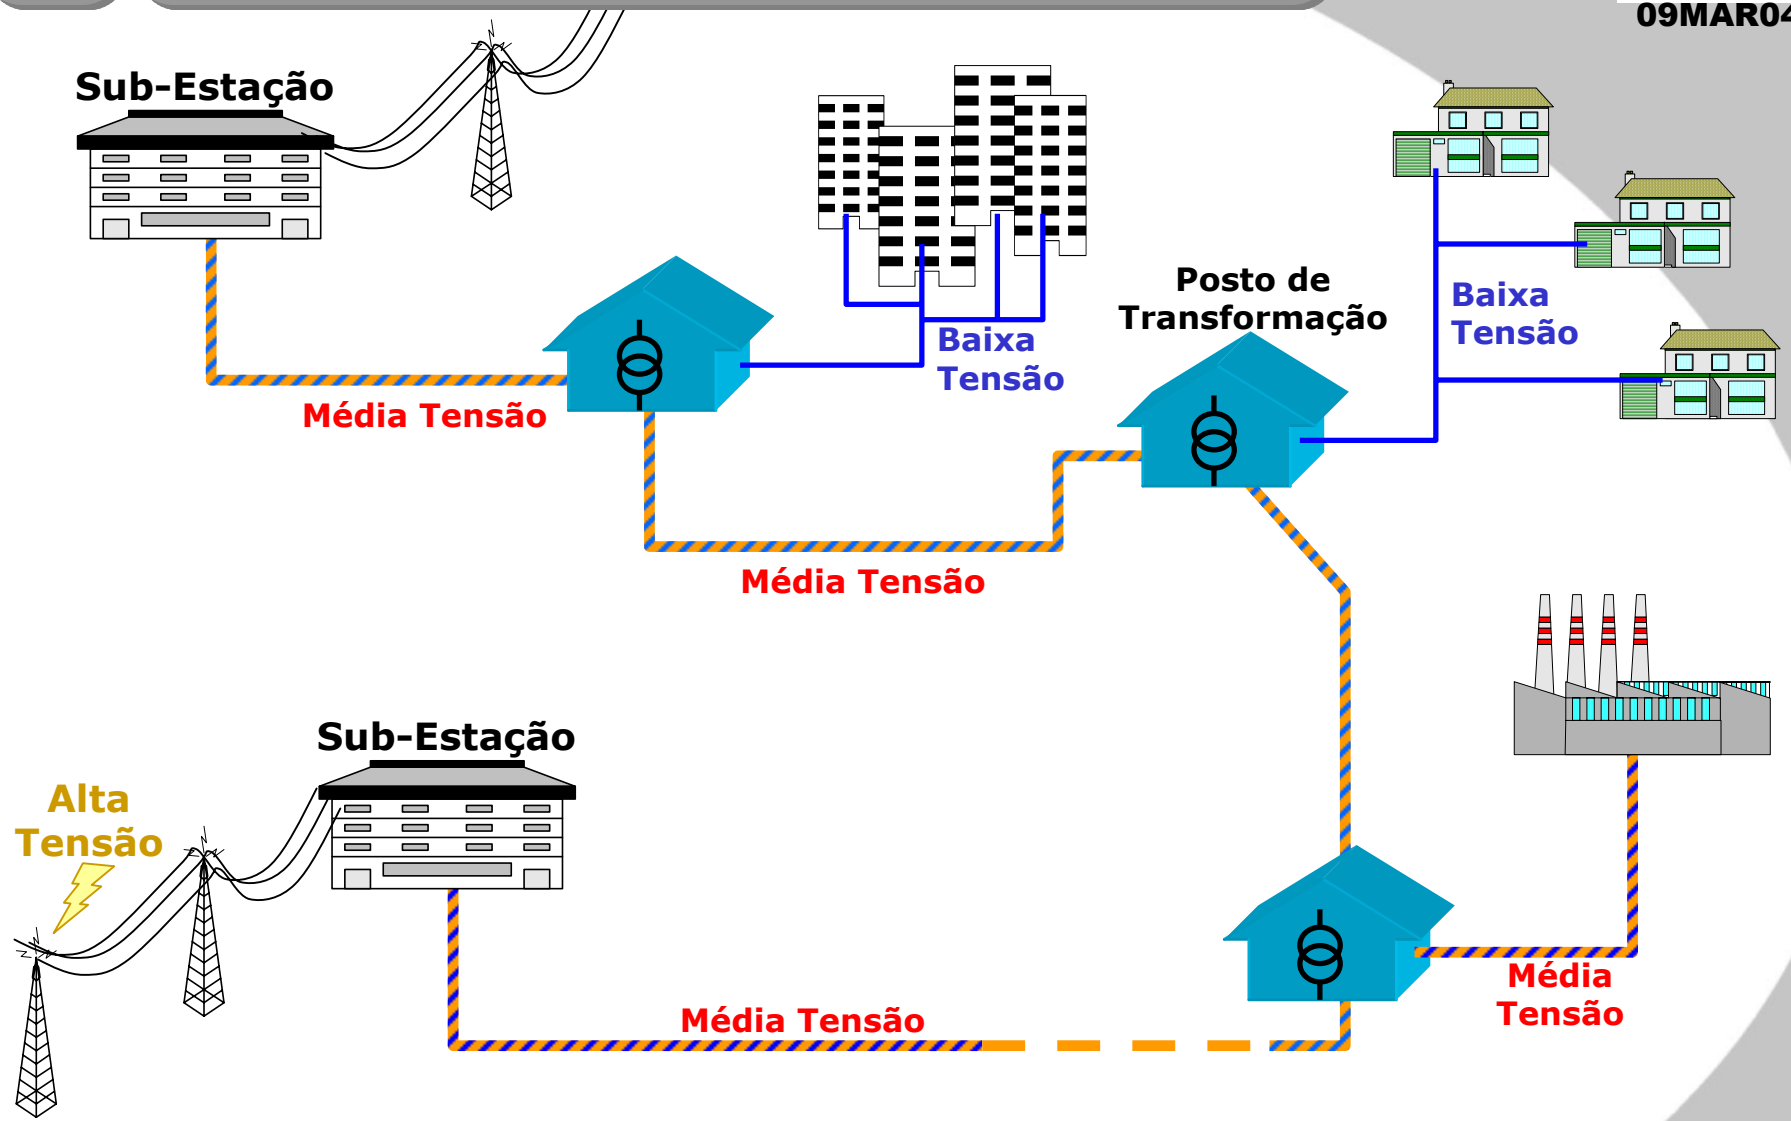 09MAR04
Sub-Estação
Posto de
Transformação
Baixa
Tensão
Baixa
Tensão
Média Tensão
Média Tensão
Sub-Estação
Alta
Tensão
Média
Tensão
Média Tensão